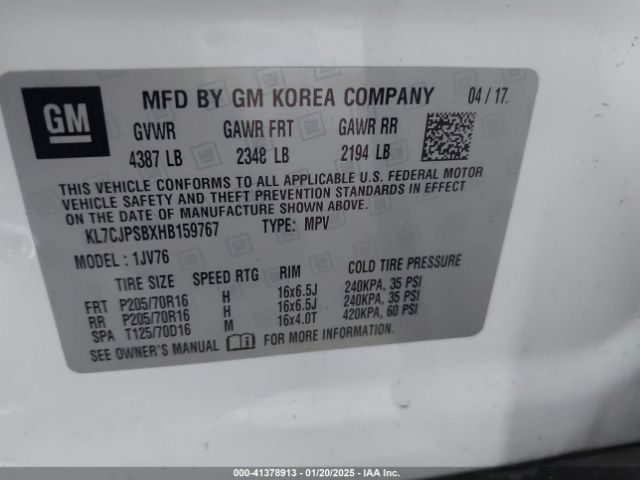 GM MFD BY GM KOREA COMPANY 04 / 17.
GVWR GAWR FRT GAWR RR
4387 LB 2348 LB 2194 LB
THIS VEHICLE CONFORMS TO ALL APPLICABLE U.S. FEDERAL MOTOR
VEHICLE SAFETY AND THEFT PREVENTION STANDARDS IN EFFECT
ON THE DATE OF MANUFACTURE SHOWN ABOVE.
KL7CJPSBXHB159767 TYPE: MPV
MODEL : 1JV76
TIRE SIZE SPEED RTG RIM COLD TIRE PRESSURE
FRT P205/70R16 H 16x6.5J 240KPA, 35 PSI
RR P205/70R16 H 16x6.5J 240KPA, 35 PSI
SPA T125/70D16 M 16x4.0T 420KPA, 60 PSI
SEE OWNER'S MANUAL FOR MORE INFORMATION.
000-41378913 - 01/20/2025 - IAA Inc.